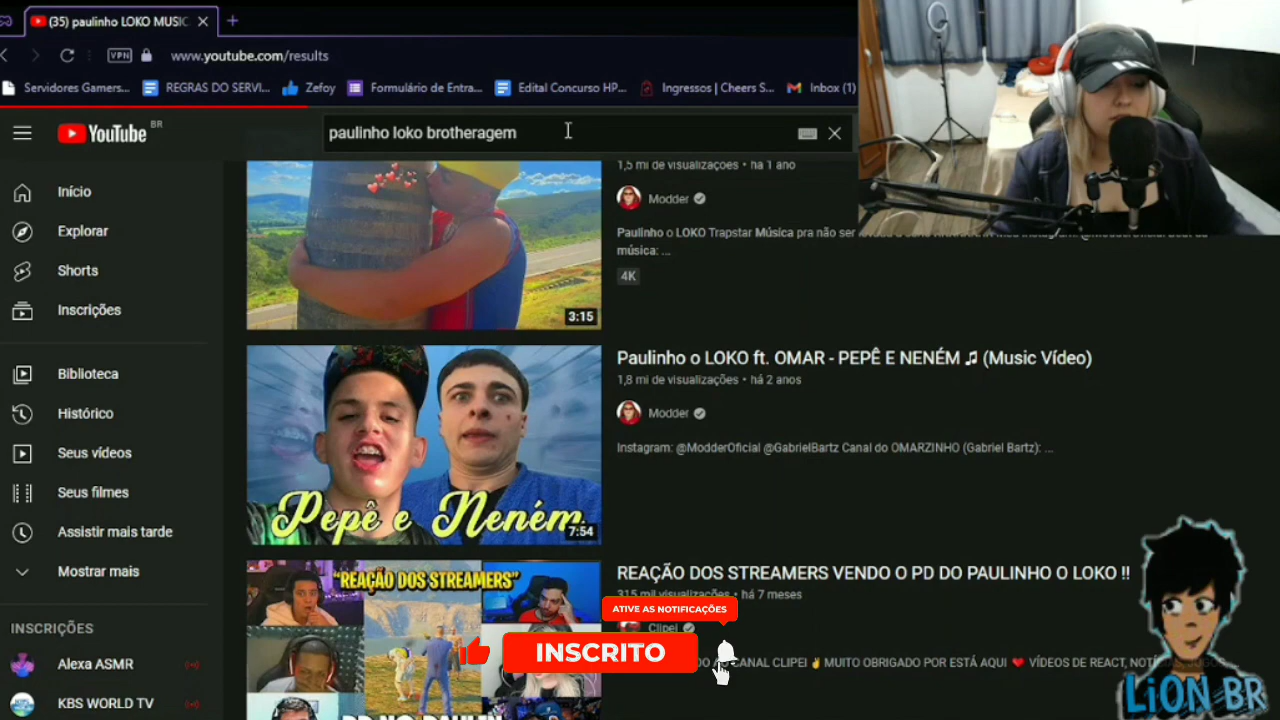 (35) paulinho LOKO MUSIC
VPN
www.youtube.com/results
Servidores Gamers...
REGRAS DO SERVI...
Zefoy
Formulário de Entra...
Edital Concurso HP...
Ingressos | Cheers S...
Inbox (1)
YouTube BR
paulinho loko brotheragem
Início
Explorar
Shorts
Inscrições
Biblioteca
Histórico
Seus vídeos
Seus filmes
Assistir mais tarde
Mostrar mais
INSCRIÇÕES
Alexa ASMR
KBS WORLD TV
3:15
1,5 mi de visualizações • há 1 ano
Modder
Paulinho o LOKO Trapstar Música pra não ser
música: ...
4K
Pepê e Neném
7:54
Paulinho o LOKO ft. OMAR - PEPÊ E NENÉM ♫ (Music Vídeo)
1,8 mi de visualizações • há 2 anos
Modder
Instagram: @ModderOficial @GabrielBartz Canal do OMARZINHO (Gabriel Bartz): ...
"REAÇÃO DOS STREAMERS"
REAÇÃO DOS STREAMERS VENDO O PD DO PAULINHO O LOKO !!
315 mil visualizações • há 7 meses
ATIVE AS NOTIFICAÇÕES
Clipei
INSCRITO
CANAL CLIPEI ✌ MUITO OBRIGADO POR ESTÁ AQUI ❤ VÍDEOS DE REACT,
LiON BR